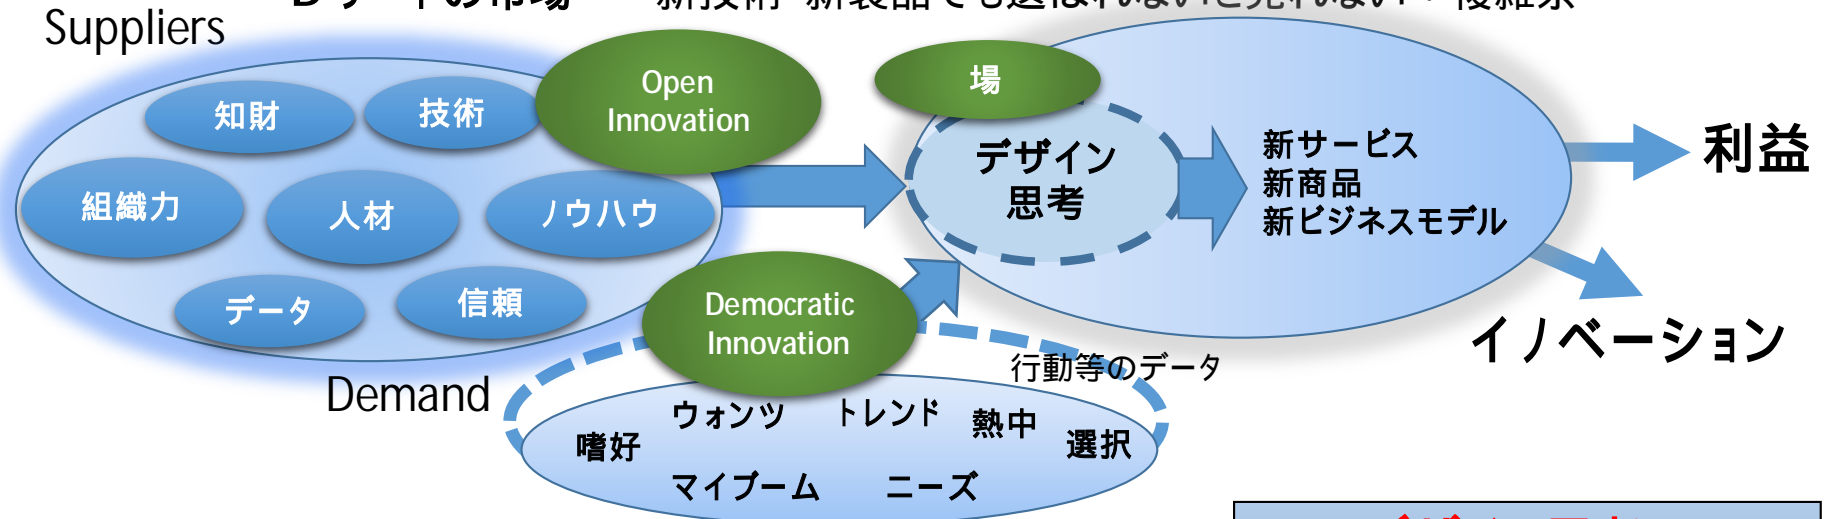 Suppliers
Open
Innovation
場
知財
技術
組織力
人材
ノウハウ
データ
信頼
デザイン
思考
新サービス
新商品
新ビジネスモデル
利益
イノベーション
Democratic
Innovation
Demand
行動等のデータ
嗜好
ウォンツ
トレンド
熱中
選択
マイブーム
ニーズ